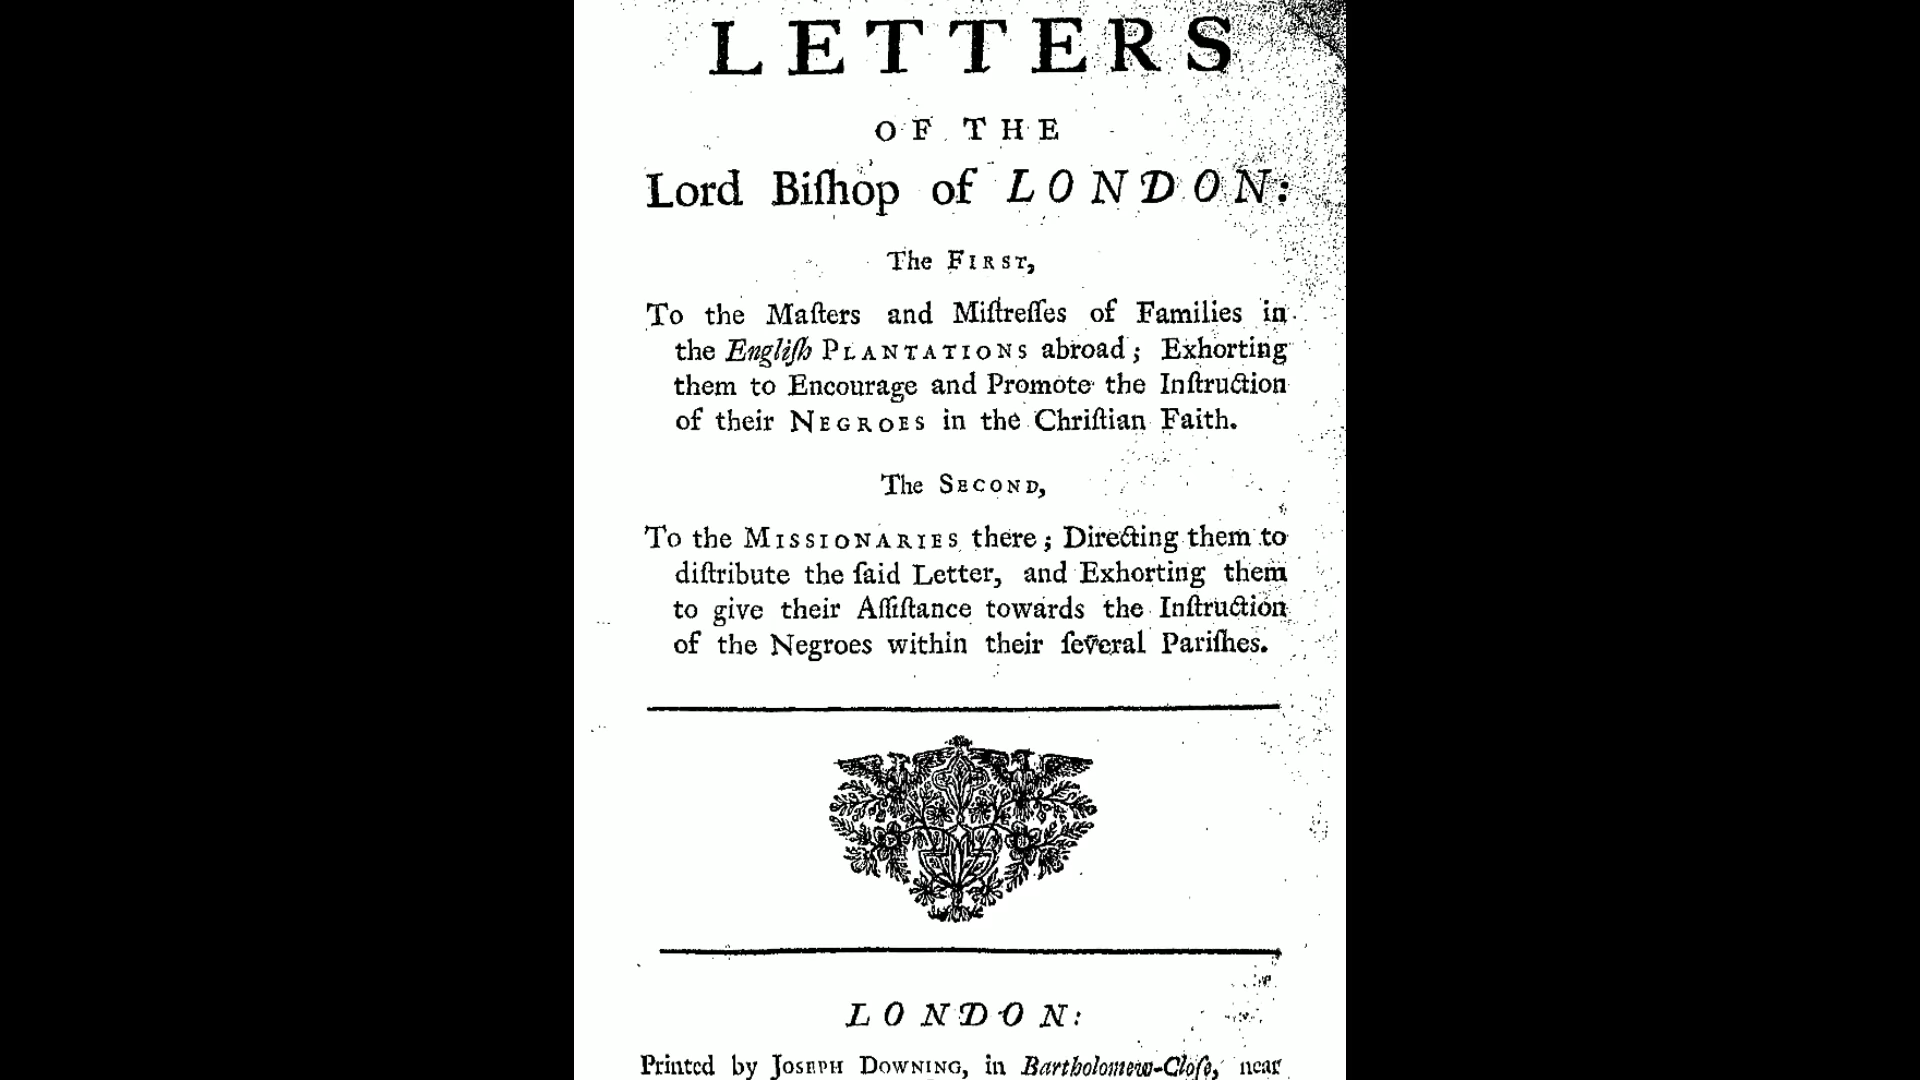 LETTERS
OF THE
Lord Biſhop of LONDON:
The FIRST,
To the Maſters and Miſtreſſes of Families in
the Engliſh PLANTATIONS abroad; Exhorting
them to Encourage and Promote the Inſtruction
of their NEGROES in the Chriſtian Faith.
The SECOND,
To the MISSIONARIES there; Directing them to
diſtribute the ſaid Letter, and Exhorting them
to give their Aſſiſtance towards the Inſtruction
of the Negroes within their ſeveral Pariſhes.
LONDON:
Printed by JOSEPH DOWNING, in Bartholomew-Cloſe, near